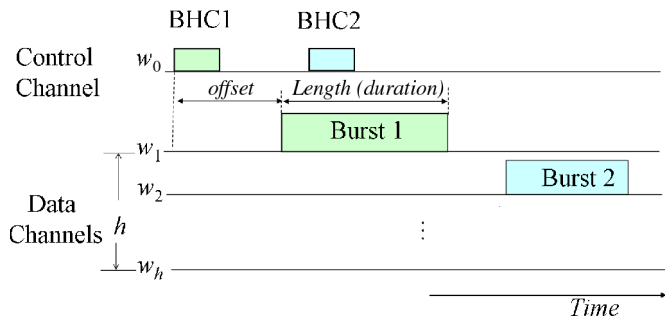 BHC1 BHC2
Control Channel w0
offset Length (duration)
Burst 1
w1
Burst 2
w2
Data Channels h
⋮
wh
Time